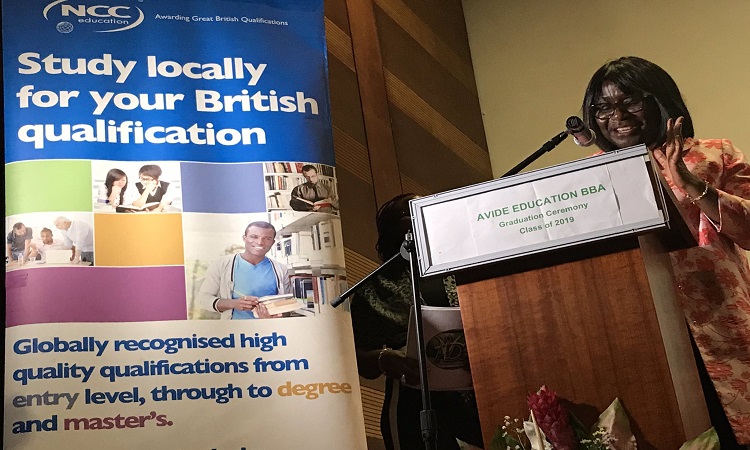 NCC
education
Awarding Great British Qualifications
Study locally
for your British
qualification
Globally recognised high
quality qualifications from
entry level, through to degree
and master's.
AVIDE EDUCATION BBA
Graduation Ceremony
Class of 2019